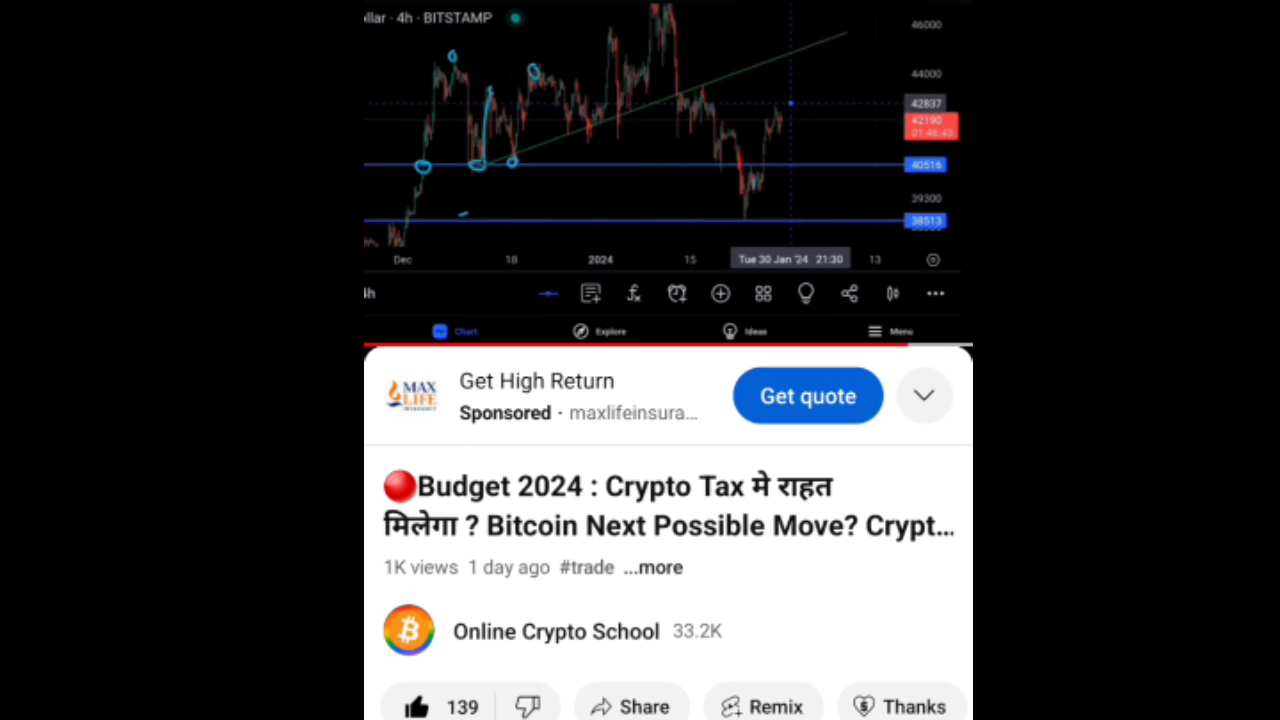 llar · 4h · BITSTAMP
46000
44000
42837
42190
01:46:43
40516
39300
38513
Dec 18 2024 15 Tue 30 Jan '24 21:30 13
4h
Chart Explore Ideas Menu
MAX
LIFE
Get High Return
Sponsored · maxlifeinsura...
Get quote
Budget 2024 : Crypto Tax मे राहत
मिलेगा ? Bitcoin Next Possible Move? Crypt...
1K views 1 day ago #trade ...more
Online Crypto School 33.2K
139 Share Remix Thanks